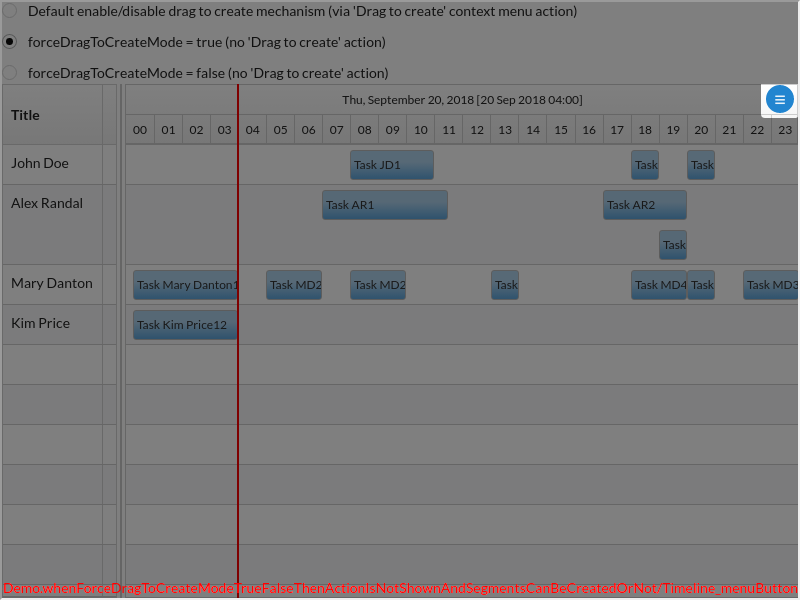 Default enable/disable drag to create mechanism (via 'Drag to create' context menu action)
forceDragToCreateMode = true (no 'Drag to create' action)
forceDragToCreateMode = false (no 'Drag to create' action)
Title
Thu, September 20, 2018 [20 Sep 2018 04:00]
00 01 02 03 04 05 06 07 08 09 10 11 12 13 14 15 16 17 18 19 20 21 22 23
John Doe
Task JD1 Task Task
Alex Randal
Task AR1 Task AR2
Task
Mary Danton
Task Mary Danton1 Task MD2 Task MD2 Task Task MD4 Task Task MD3
Kim Price
Task Kim Price12
Demo.whenForceDragToCreateModeTrueFalseThenActionIsNotShownAndSegmentsCanBeCreatedOrNot/Timeline_menuButton